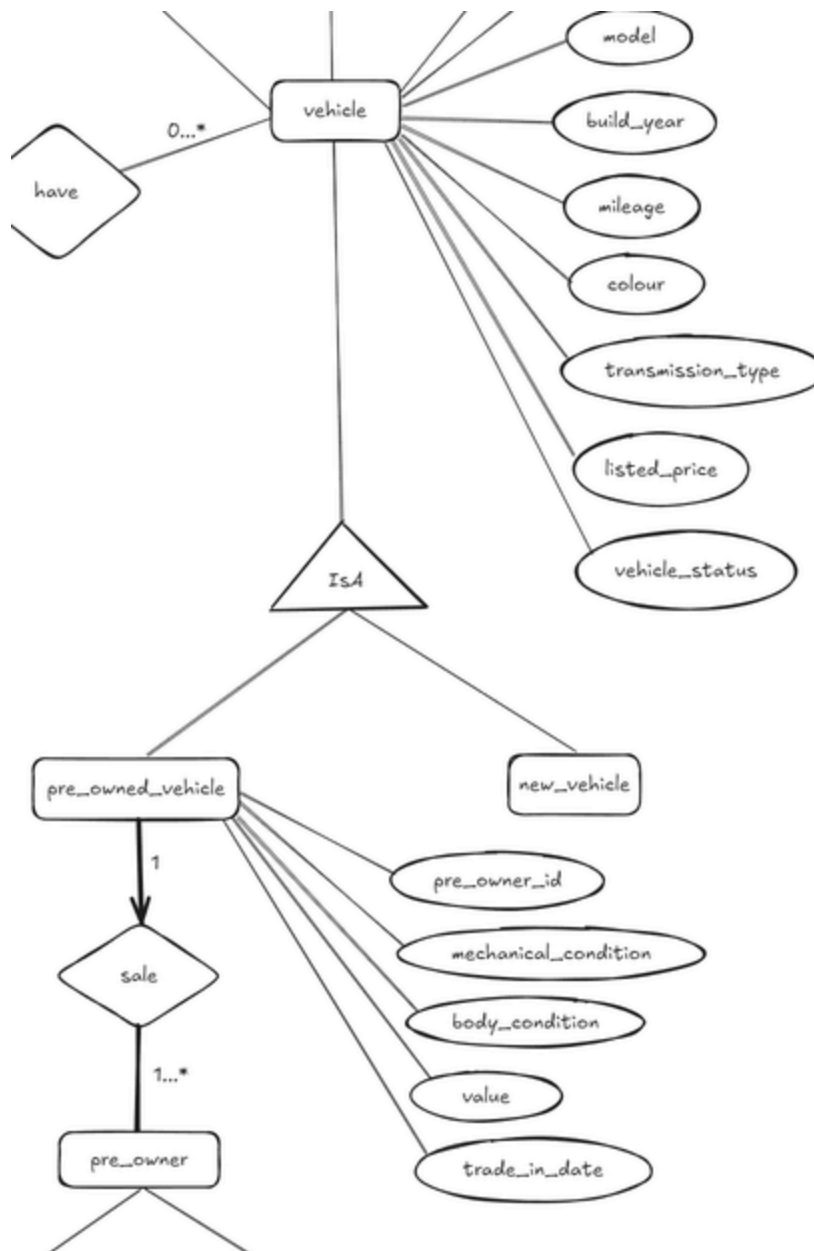 model
vehicle
build_year
0...*
have
mileage
colour
transmission_type
listed_price
vehicle_status
IsA
pre_owned_vehicle
new_vehicle
1
pre_owner_id
mechanical_condition
sale
body_condition
1...*
value
pre_owner
trade_in_date